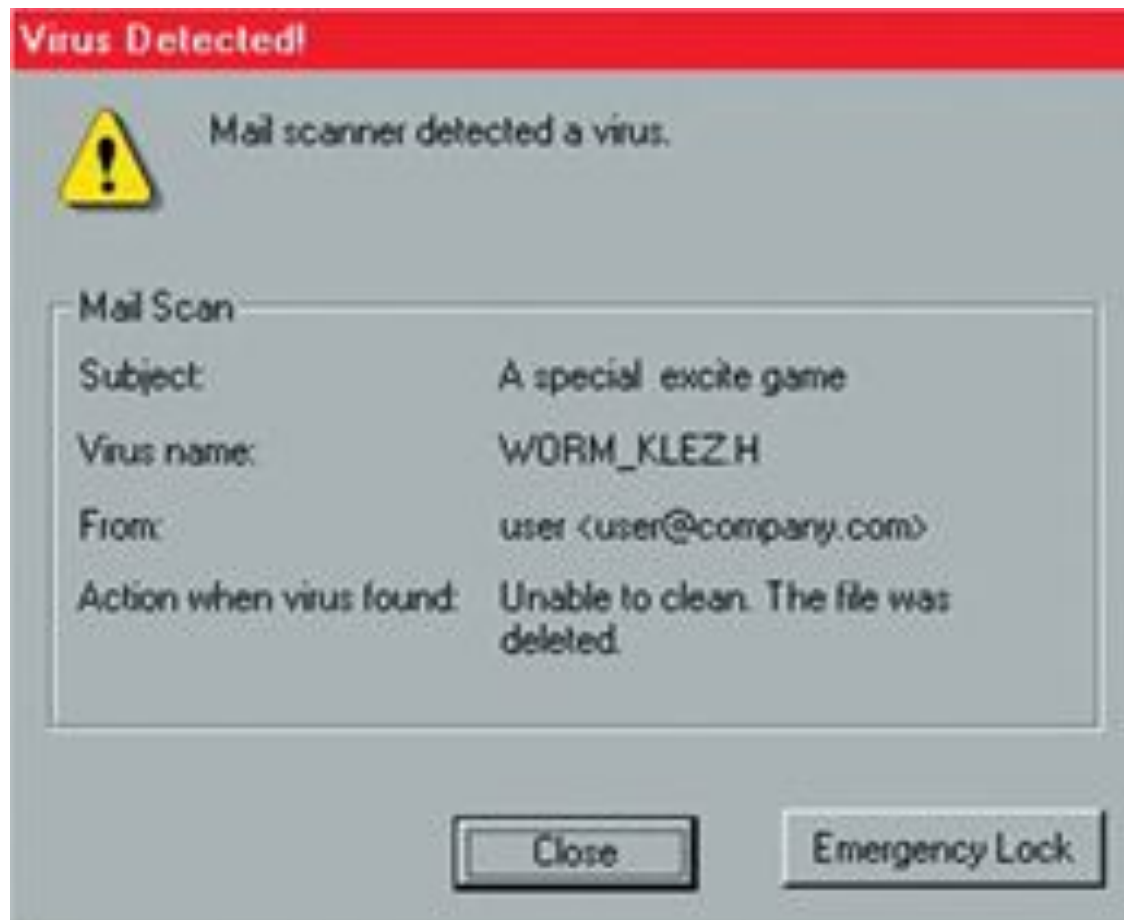 Virus Detected!
Mail scanner detected a virus.
Mail Scan
Subject: A special excite game
Virus name: WORM_KLEZ.H
From: user <user@company.com>
Action when virus found: Unable to clean. The file was
deleted.
Close Emergency Lock